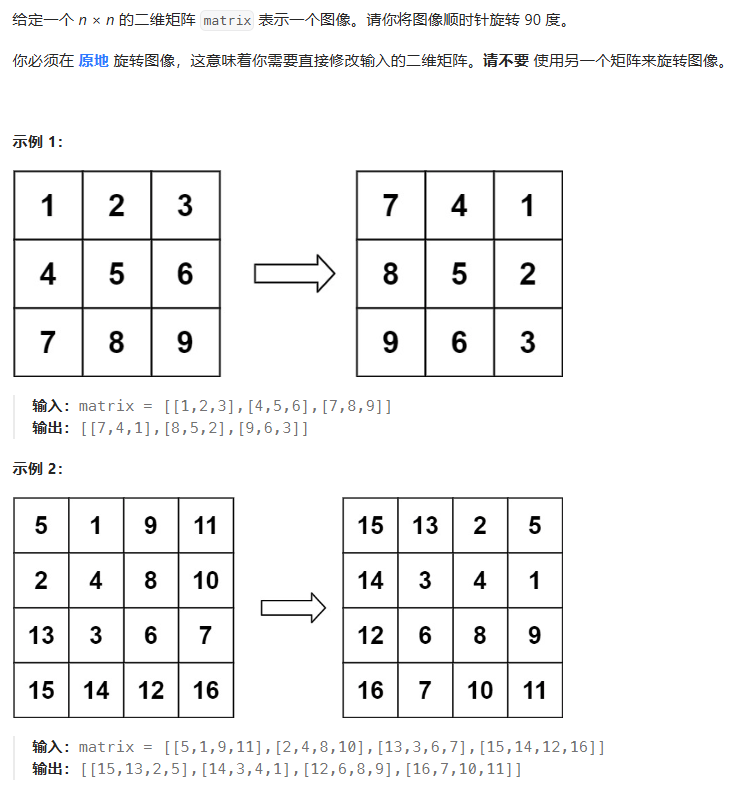 给定一个 n × n 的二维矩阵 matrix 表示一个图像。请你将图像顺时针旋转 90 度。
你必须在 原地 旋转图像，这意味着你需要直接修改输入的二维矩阵。请不要 使用另一个矩阵来旋转图像。
示例 1：
1 2 3 7 4 1
4 5 6 8 5 2
7 8 9 9 6 3
输入：matrix = [[1,2,3],[4,5,6],[7,8,9]]
输出：[[7,4,1],[8,5,2],[9,6,3]]
示例 2：
5 1 9 11 15 13 2 5
2 4 8 10 14 3 4 1
13 3 6 7 12 6 8 9
15 14 12 16 16 7 10 11
输入：matrix = [[5,1,9,11],[2,4,8,10],[13,3,6,7],[15,14,12,16]]
输出：[[15,13,2,5],[14,3,4,1],[12,6,8,9],[16,7,10,11]]